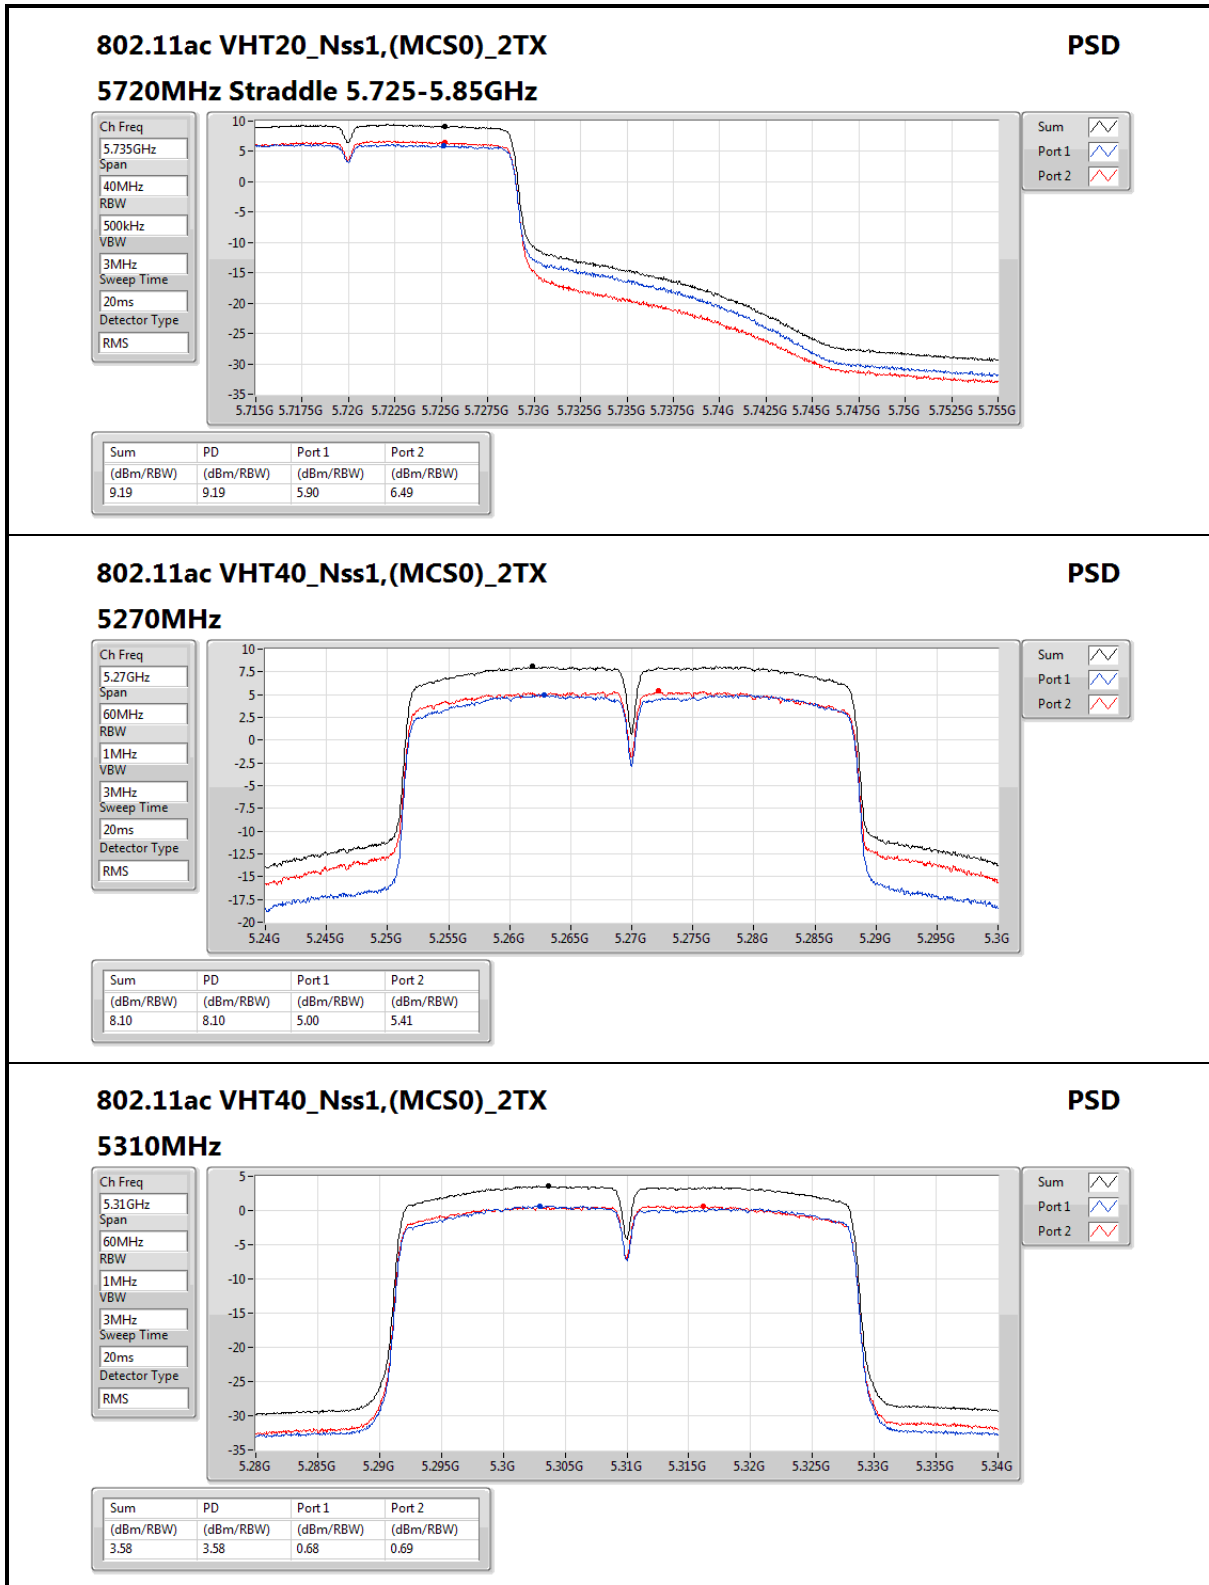 802.11ac VHT20_Nss1,(MCS0)_2TX PSD
5720MHz Straddle 5.725-5.85GHz
Ch Freq
5.735GHz
Span
40MHz
RBW
500kHz
VBW
3MHz
Sweep Time
20ms
Detector Type
RMS
10
5
0
-5
-10
-15
-20
-25
-30
-35
5.715G 5.7175G 5.72G 5.7225G 5.725G 5.7275G 5.73G 5.7325G 5.735G 5.7375G 5.74G 5.7425G 5.745G 5.7475G 5.75G 5.7525G 5.755G
Sum
Port 1
Port 2
Sum PD Port 1 Port 2
(dBm/RBW) (dBm/RBW) (dBm/RBW) (dBm/RBW)
9.19 9.19 5.90 6.49
802.11ac VHT40_Nss1,(MCS0)_2TX PSD
5270MHz
Ch Freq
5.27GHz
Span
60MHz
RBW
1MHz
VBW
3MHz
Sweep Time
20ms
Detector Type
RMS
10
7.5
5
2.5
0
-2.5
-5
-7.5
-10
-12.5
-15
-17.5
-20
5.24G 5.245G 5.25G 5.255G 5.26G 5.265G 5.27G 5.275G 5.28G 5.285G 5.29G 5.295G 5.3G
Sum
Port 1
Port 2
Sum PD Port 1 Port 2
(dBm/RBW) (dBm/RBW) (dBm/RBW) (dBm/RBW)
8.10 8.10 5.00 5.41
802.11ac VHT40_Nss1,(MCS0)_2TX PSD
5310MHz
Ch Freq
5.31GHz
Span
60MHz
RBW
1MHz
VBW
3MHz
Sweep Time
20ms
Detector Type
RMS
5
0
-5
-10
-15
-20
-25
-30
-35
5.28G 5.285G 5.29G 5.295G 5.3G 5.305G 5.31G 5.315G 5.32G 5.325G 5.33G 5.335G 5.34G
Sum
Port 1
Port 2
Sum PD Port 1 Port 2
(dBm/RBW) (dBm/RBW) (dBm/RBW) (dBm/RBW)
3.58 3.58 0.68 0.69